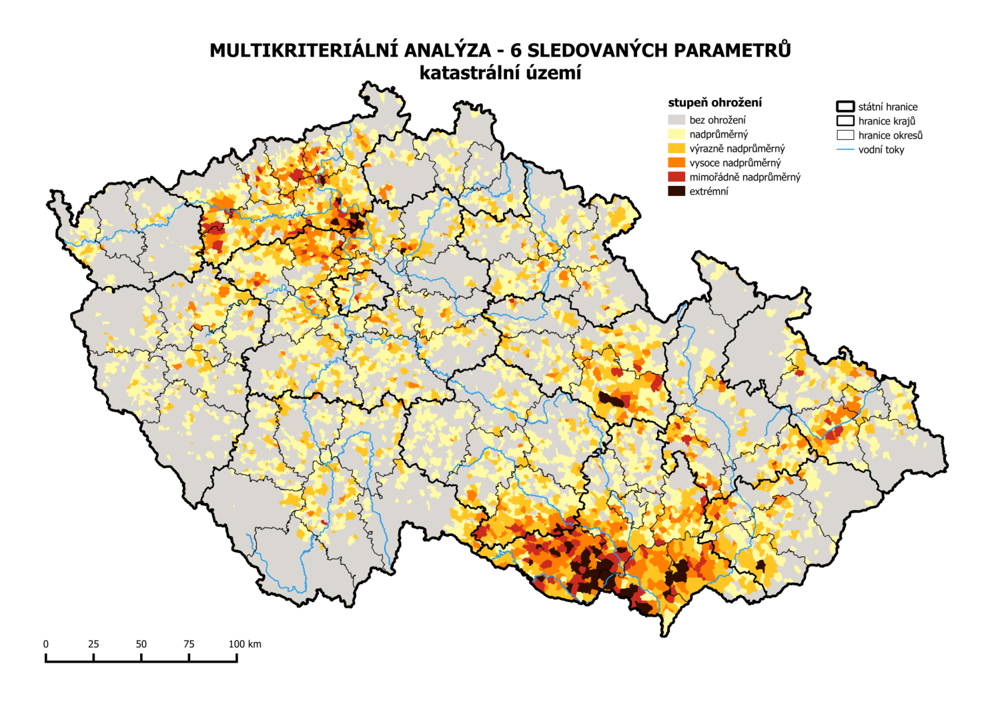 MULTIKRITERIÁLNÍ ANALÝZA - 6 SLEDOVANÝCH PARAMETRŮ
katastrální území
stupeň ohrožení
bez ohrožení
nadprůměrný
výrazně nadprůměrný
vysoce nadprůměrný
mimořádně nadprůměrný
extrémní
státní hranice
hranice krajů
hranice okresů
vodní toky
0 25 50 75 100 km